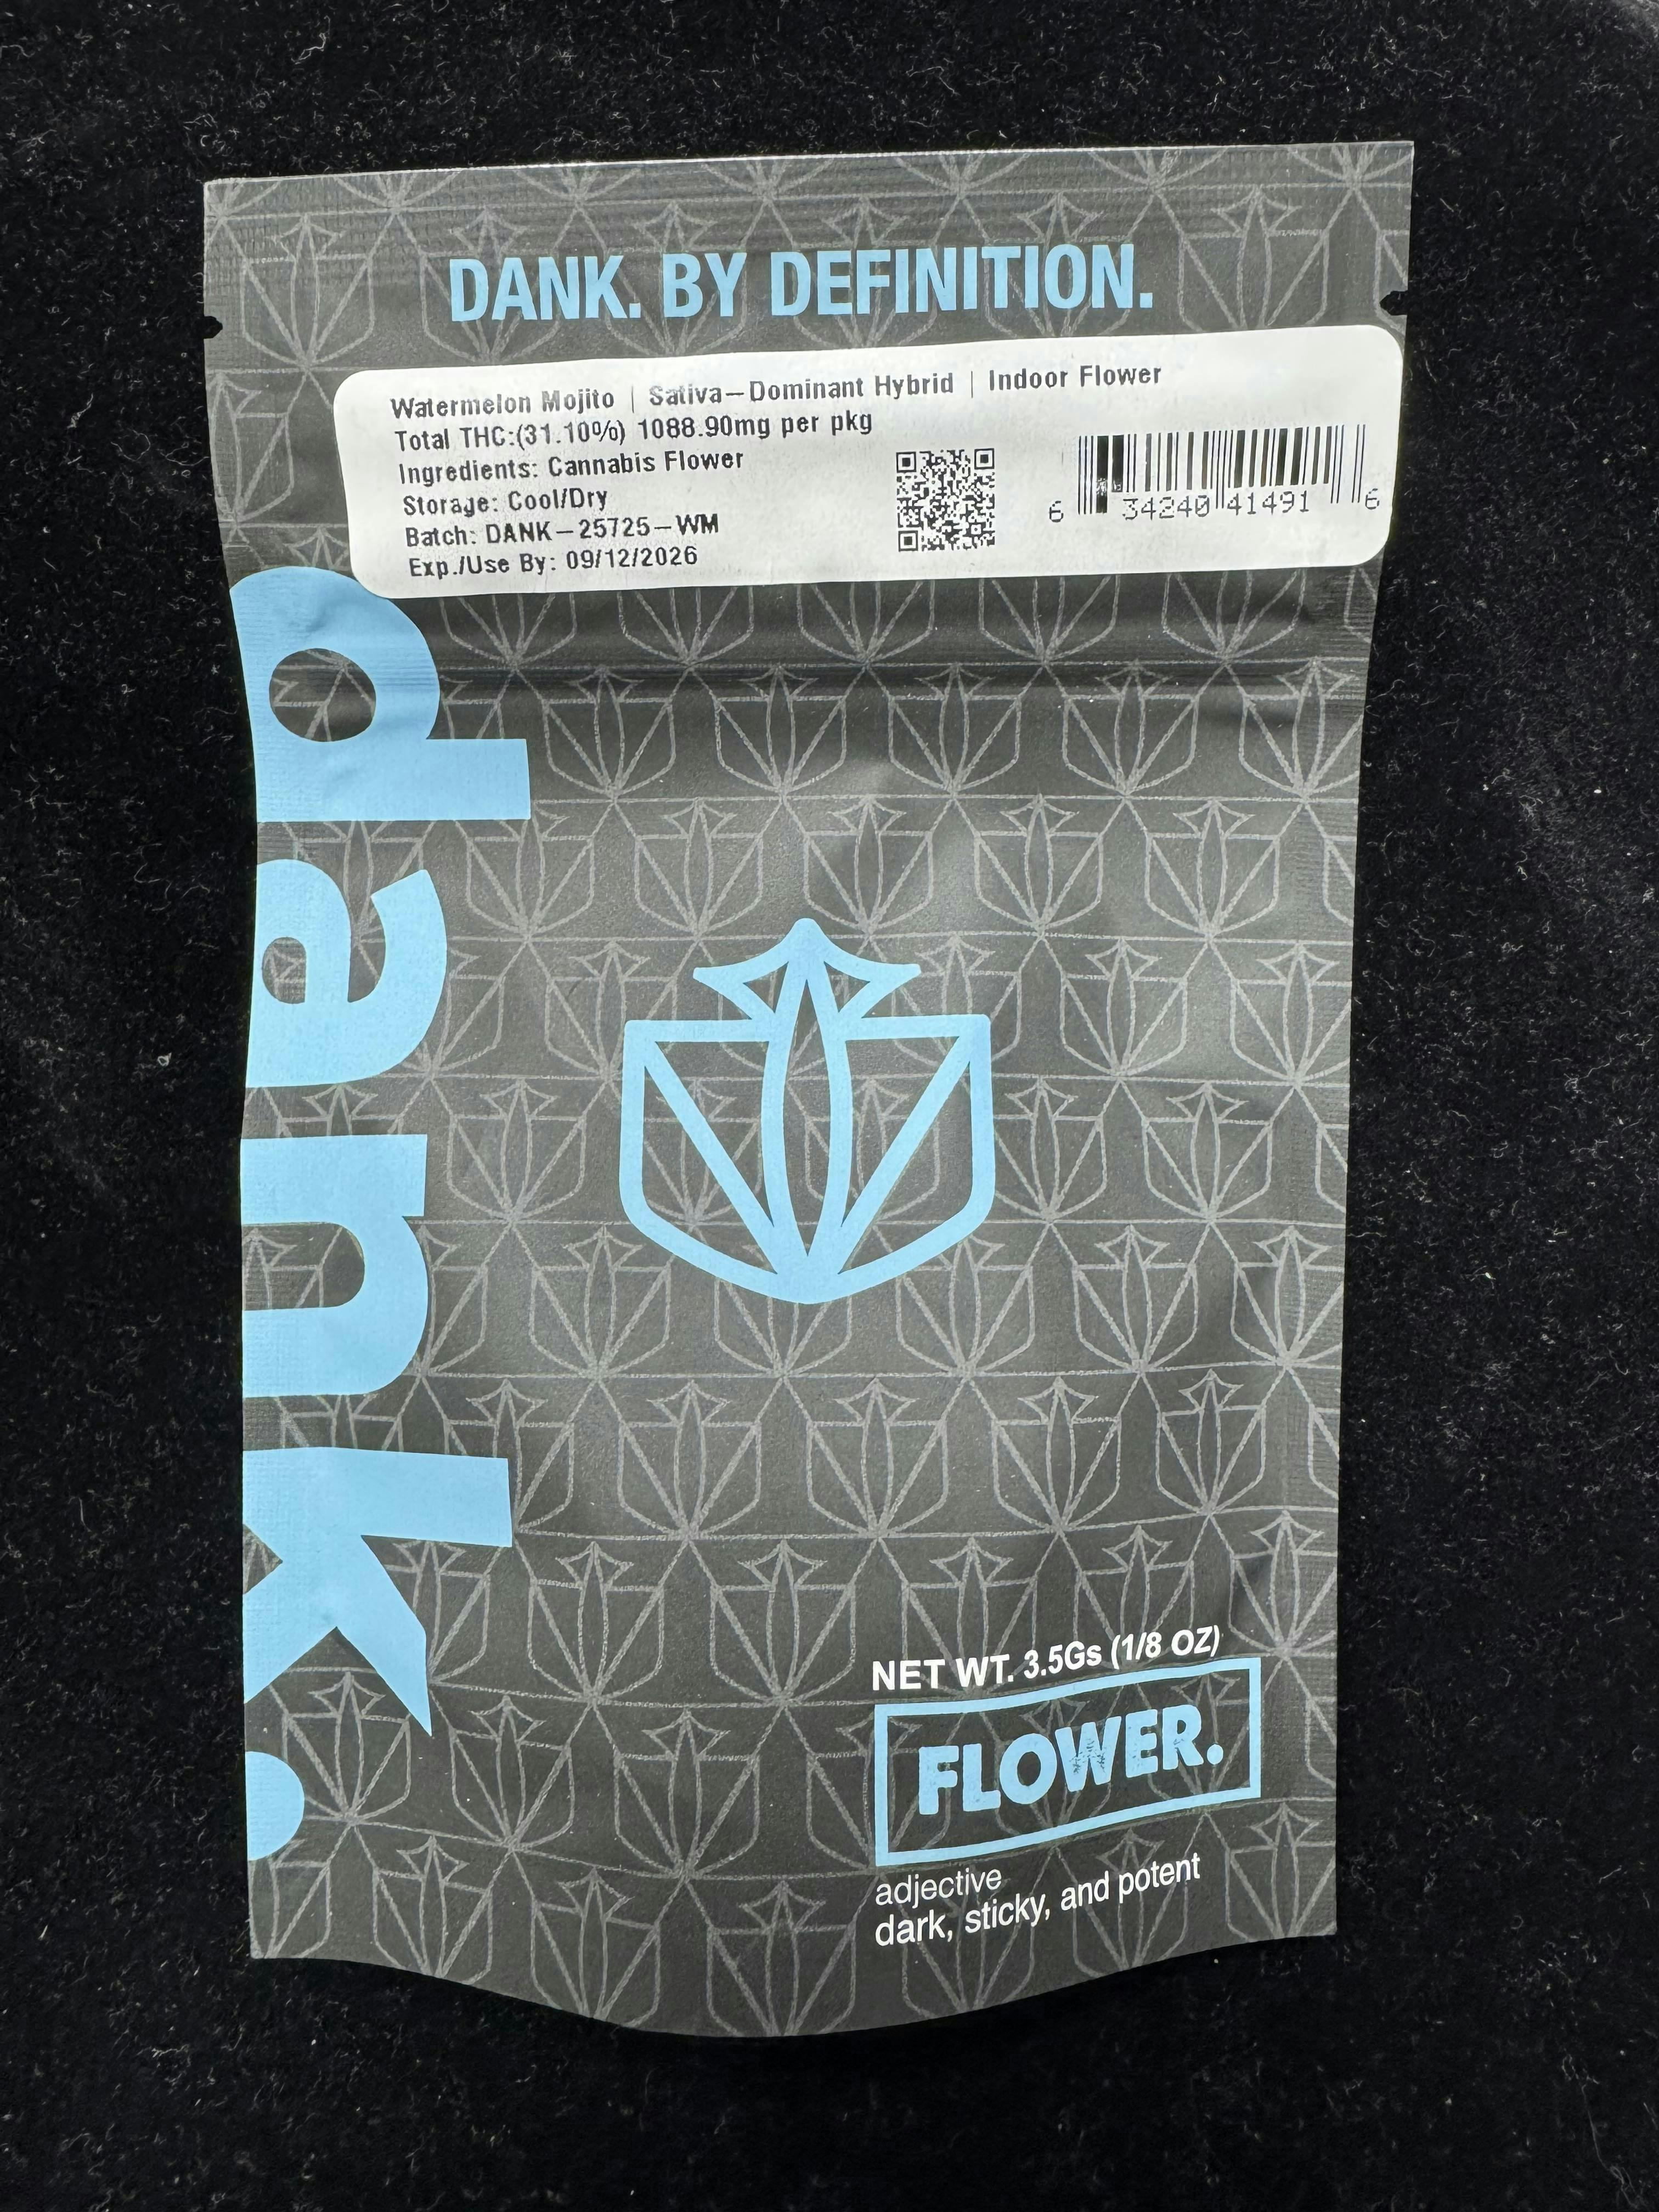 DANK. BY DEFINITION.
Watermelon Mojito | Sativa-Dominant Hybrid | Indoor Flower
Total THC:(31.10%) 1088.90mg per pkg
Ingredients: Cannabis Flower
Storage: Cool/Dry
Batch: DANK-25725-WM
Exp./Use By: 09/12/2026
6 34240 41491 6
dank.
NET WT. 3.5Gs (1/8 OZ)
FLOWER.
adjective
dark, sticky, and potent